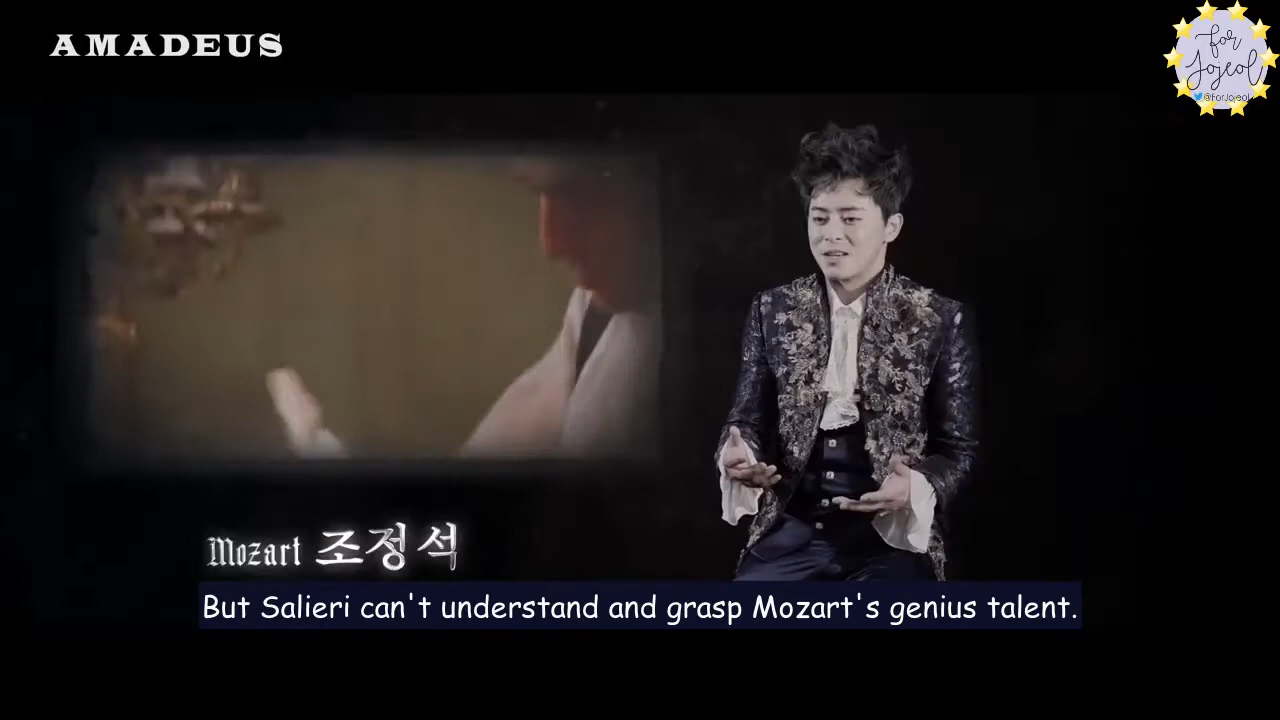 AMADEUS
for
Jojeol
@ForJojeol
Mozart 조정석
But Salieri can't understand and grasp Mozart's genius talent.